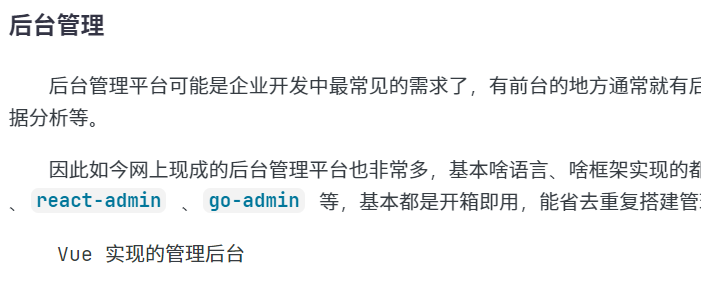 后台管理
后台管理平台可能是企业开发中最常见的需求了，有前台的地方通常就有后
据分析等。
因此如今网上现成的后台管理平台也非常多，基本啥语言、啥框架实现的都
、 react-admin 、 go-admin 等，基本都是开箱即用，能省去重复搭建管
Vue 实现的管理后台